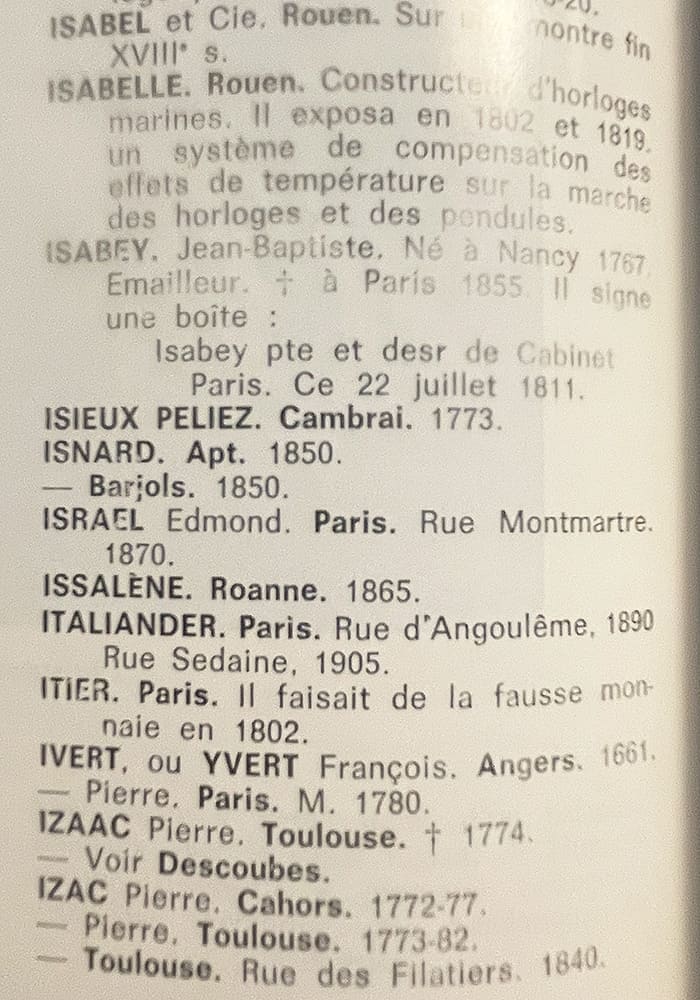 ISABEL et Cie. Rouen. Sur montre fin
XVIIIᵉ s.
ISABELLE. Rouen. Constructeur d'horloges
marines. Il exposa en 1802 et 1819.
un système de compensation des
effets de température sur la marche
des horloges et des pendules.
ISABEY. Jean-Baptiste. Né à Nancy 1767.
Emailleur. † à Paris 1855. Il signe
une boîte :
Isabey pte et desr de Cabinet
Paris. Ce 22 juillet 1811.
ISIEUX PELIEZ. Cambrai. 1773.
ISNARD. Apt. 1850.
— Barjols. 1850.
ISRAEL Edmond. Paris. Rue Montmartre.
1870.
ISSALÈNE. Roanne. 1865.
ITALIANDER. Paris. Rue d'Angoulême, 1890
Rue Sedaine, 1905.
ITIER. Paris. Il faisait de la fausse mon-
naie en 1802.
IVERT, ou YVERT François. Angers. 1661.
— Pierre. Paris. M. 1780.
IZAAC Pierre. Toulouse. † 1774.
— Voir Descoubes.
IZAC Pierre. Cahors. 1772-77.
— Pierre. Toulouse. 1773-82.
— Toulouse. Rue des Filatiers. 1840.